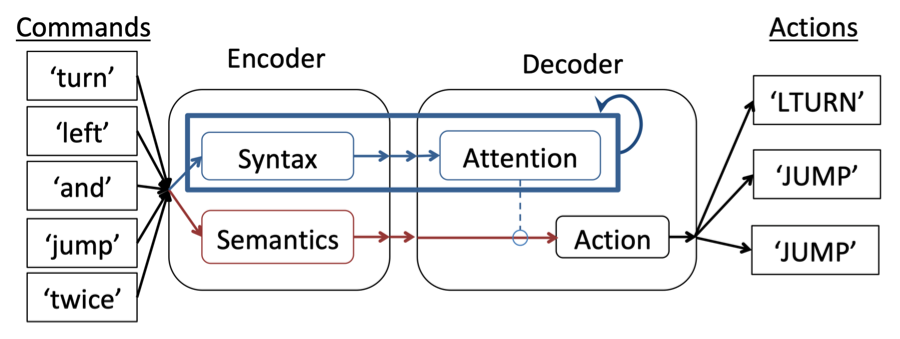 Commands
Actions
Encoder
Decoder
‘turn’
‘left’
‘and’
‘jump’
‘twice’
Syntax
Attention
Semantics
Action
‘LTURN’
‘JUMP’
‘JUMP’